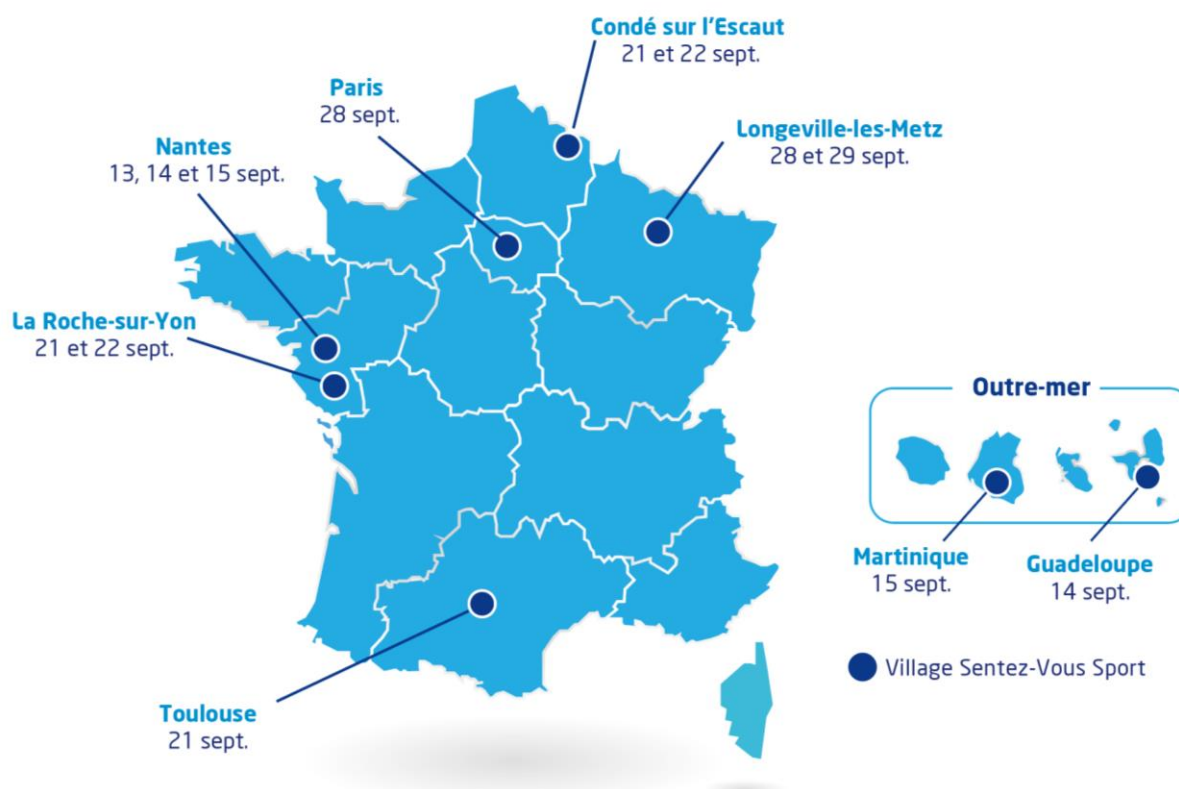 Condé sur l'Escaut
21 et 22 sept.
Paris
28 sept.
Longeville-les-Metz
28 et 29 sept.
Nantes
13, 14 et 15 sept.
La Roche-sur-Yon
21 et 22 sept.
Outre-mer
Martinique
15 sept.
Guadeloupe
14 sept.
Village Sentez-Vous Sport
Toulouse
21 sept.